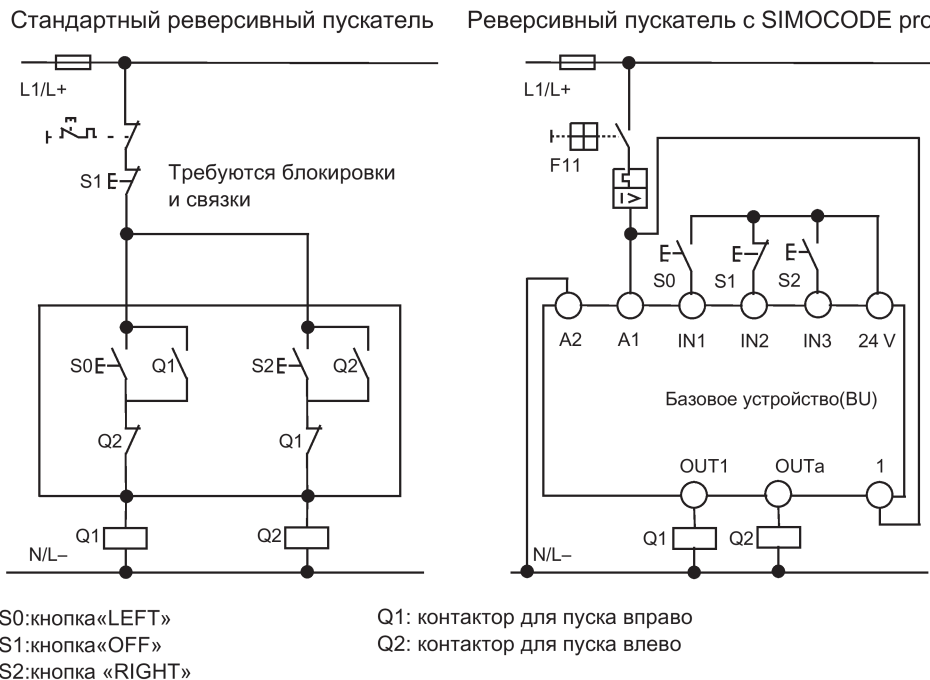 Стандартный реверсивный пускатель
Реверсивный пускатель с SIMOCODE pro
L1/L+
S1
Требуются блокировки
и связки
S0
Q1
S2
Q2
Q2
Q1
Q1
Q2
N/L–
L1/L+
F11
S0
S1
S2
A2
A1
IN1
IN2
IN3
24 V
Базовое устройство(BU)
OUT1
OUTa
1
Q1
Q2
N/L–
S0:кнопка«LEFT»
S1:кнопка«OFF»
S2:кнопка «RIGHT»
Q1: контактор для пуска вправо
Q2: контактор для пуска влево